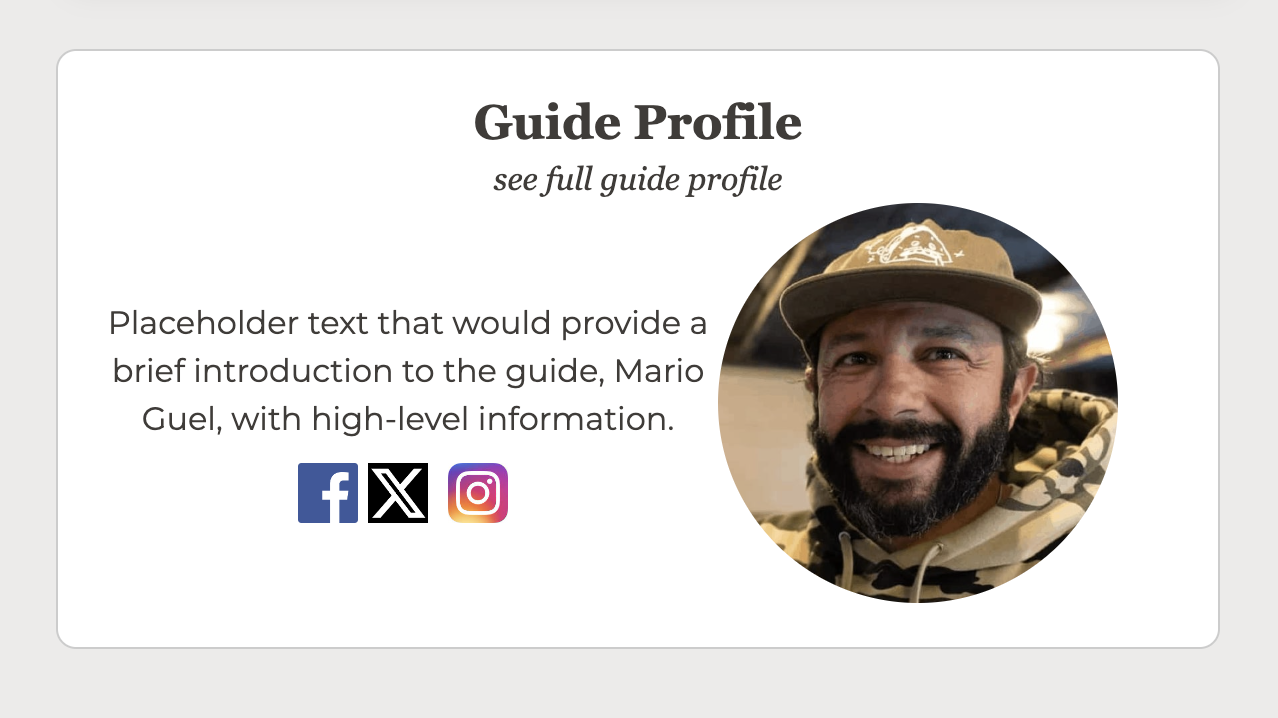 Guide Profile
see full guide profile
Placeholder text that would provide a
brief introduction to the guide, Mario
Guel, with high-level information.